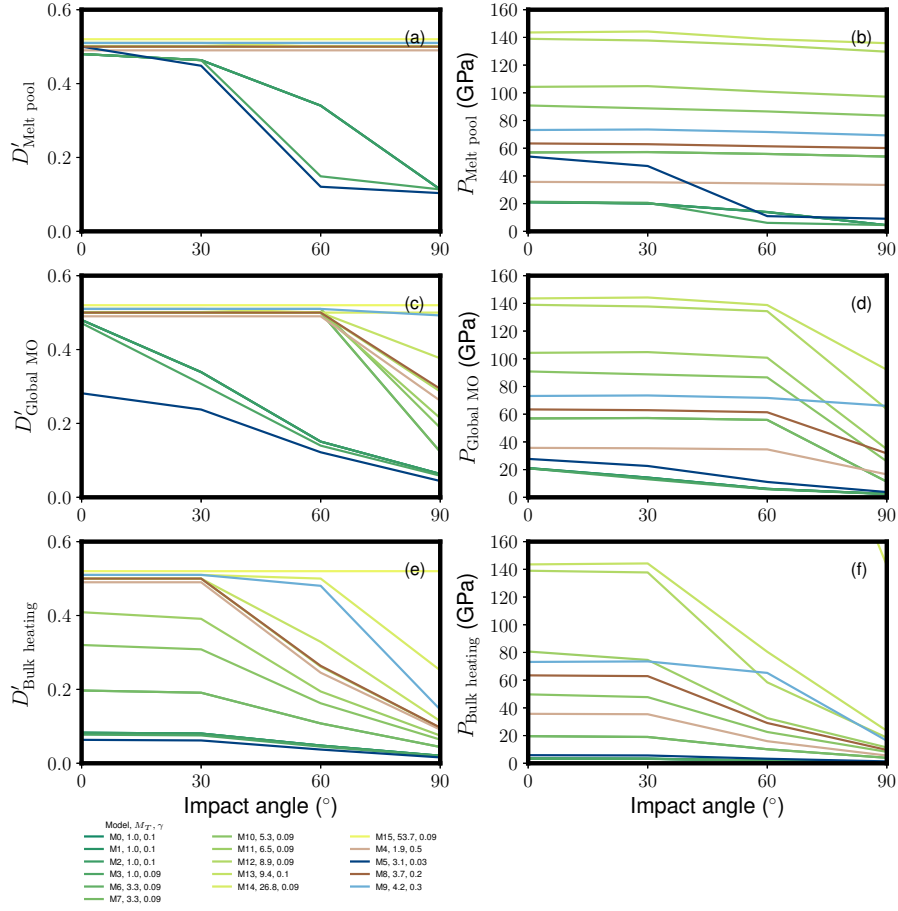 0.6
0.4
0.2
0.0
D′Melt pool
(a)
0 30 60 90
160
140
120
100
80
60
40
20
0
PMelt pool (GPa)
(b)
0 30 60 90
0.6
0.4
0.2
0.0
D′Global MO
(c)
0 30 60 90
160
140
120
100
80
60
40
20
0
PGlobal MO (GPa)
(d)
0 30 60 90
0.6
0.4
0.2
0.0
D′Bulk heating
(e)
0 30 60 90
Impact angle (°)
160
140
120
100
80
60
40
20
0
PBulk heating (GPa)
(f)
0 30 60 90
Impact angle (°)
Model, M_T, γ
M0, 1.0, 0.1
M1, 1.0, 0.1
M2, 1.0, 0.1
M3, 1.0, 0.09
M6, 3.3, 0.09
M7, 3.3, 0.09
M10, 5.3, 0.09
M11, 6.5, 0.09
M12, 8.9, 0.09
M13, 9.4, 0.1
M14, 26.8, 0.09
M15, 53.7, 0.09
M4, 1.9, 0.5
M5, 3.1, 0.03
M8, 3.7, 0.2
M9, 4.2, 0.3